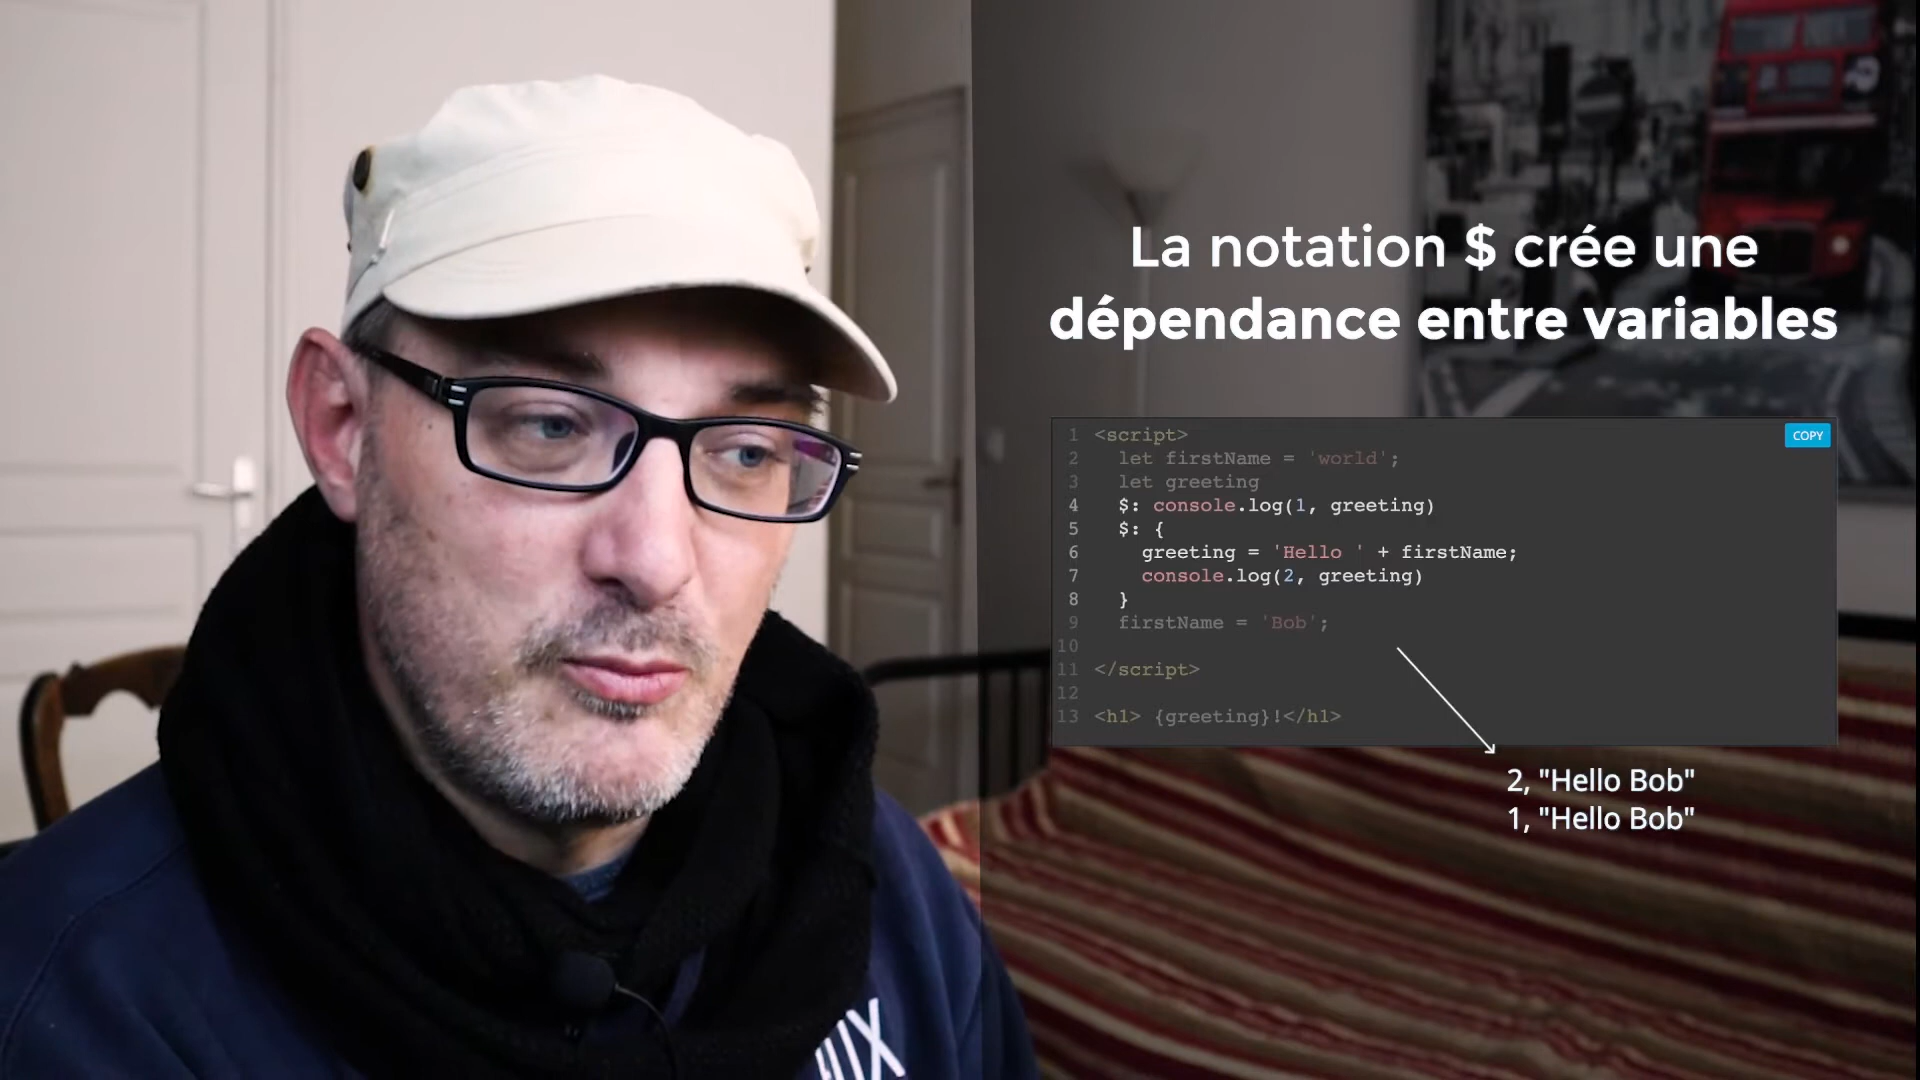 La notation $ crée une
dépendance entre variables
COPY
1 <script>
2 let firstName = 'world';
3 let greeting
4 $: console.log(1, greeting)
5 $: {
6 greeting = 'Hello ' + firstName;
7 console.log(2, greeting)
8 }
9 firstName = 'Bob';
10
11 </script>
12
13 <h1> {greeting}!</h1>
2, "Hello Bob"
1, "Hello Bob"